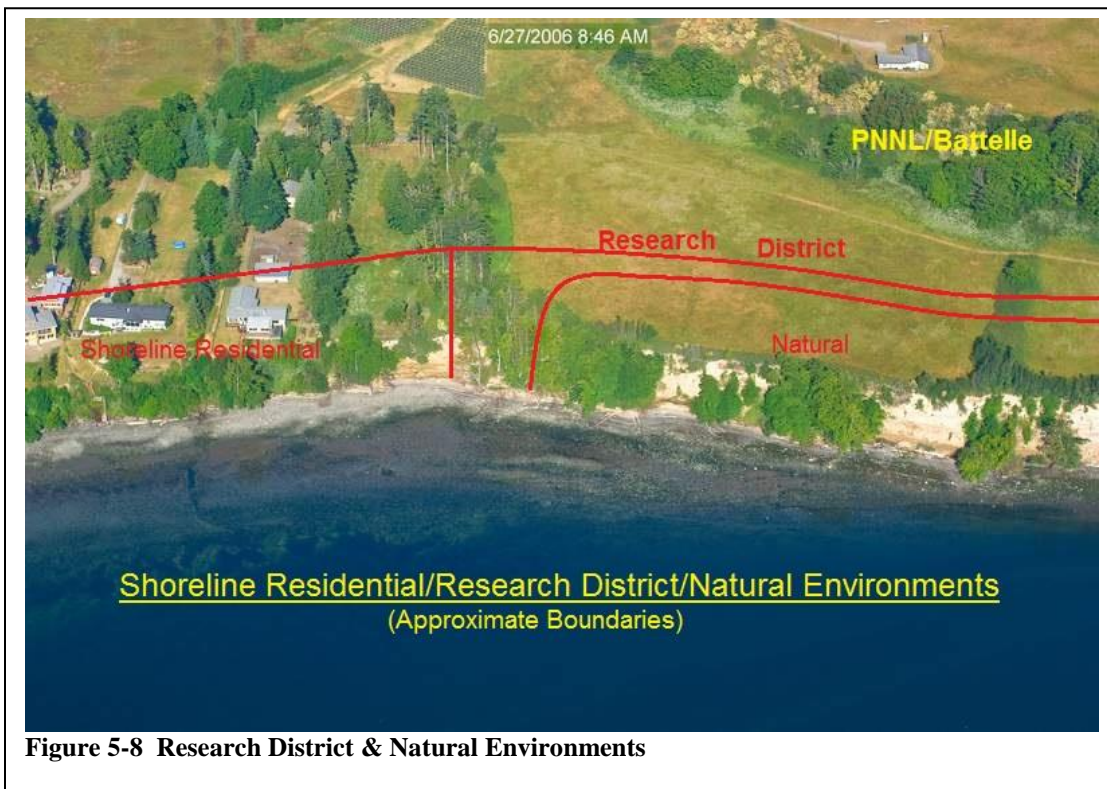 6/27/2006 8:46 AM
PNNL/Battelle
Research District
Shoreline Residential
Natural
Shoreline Residential/Research District/Natural Environments
(Approximate Boundaries)
Figure 5-8 Research District & Natural Environments